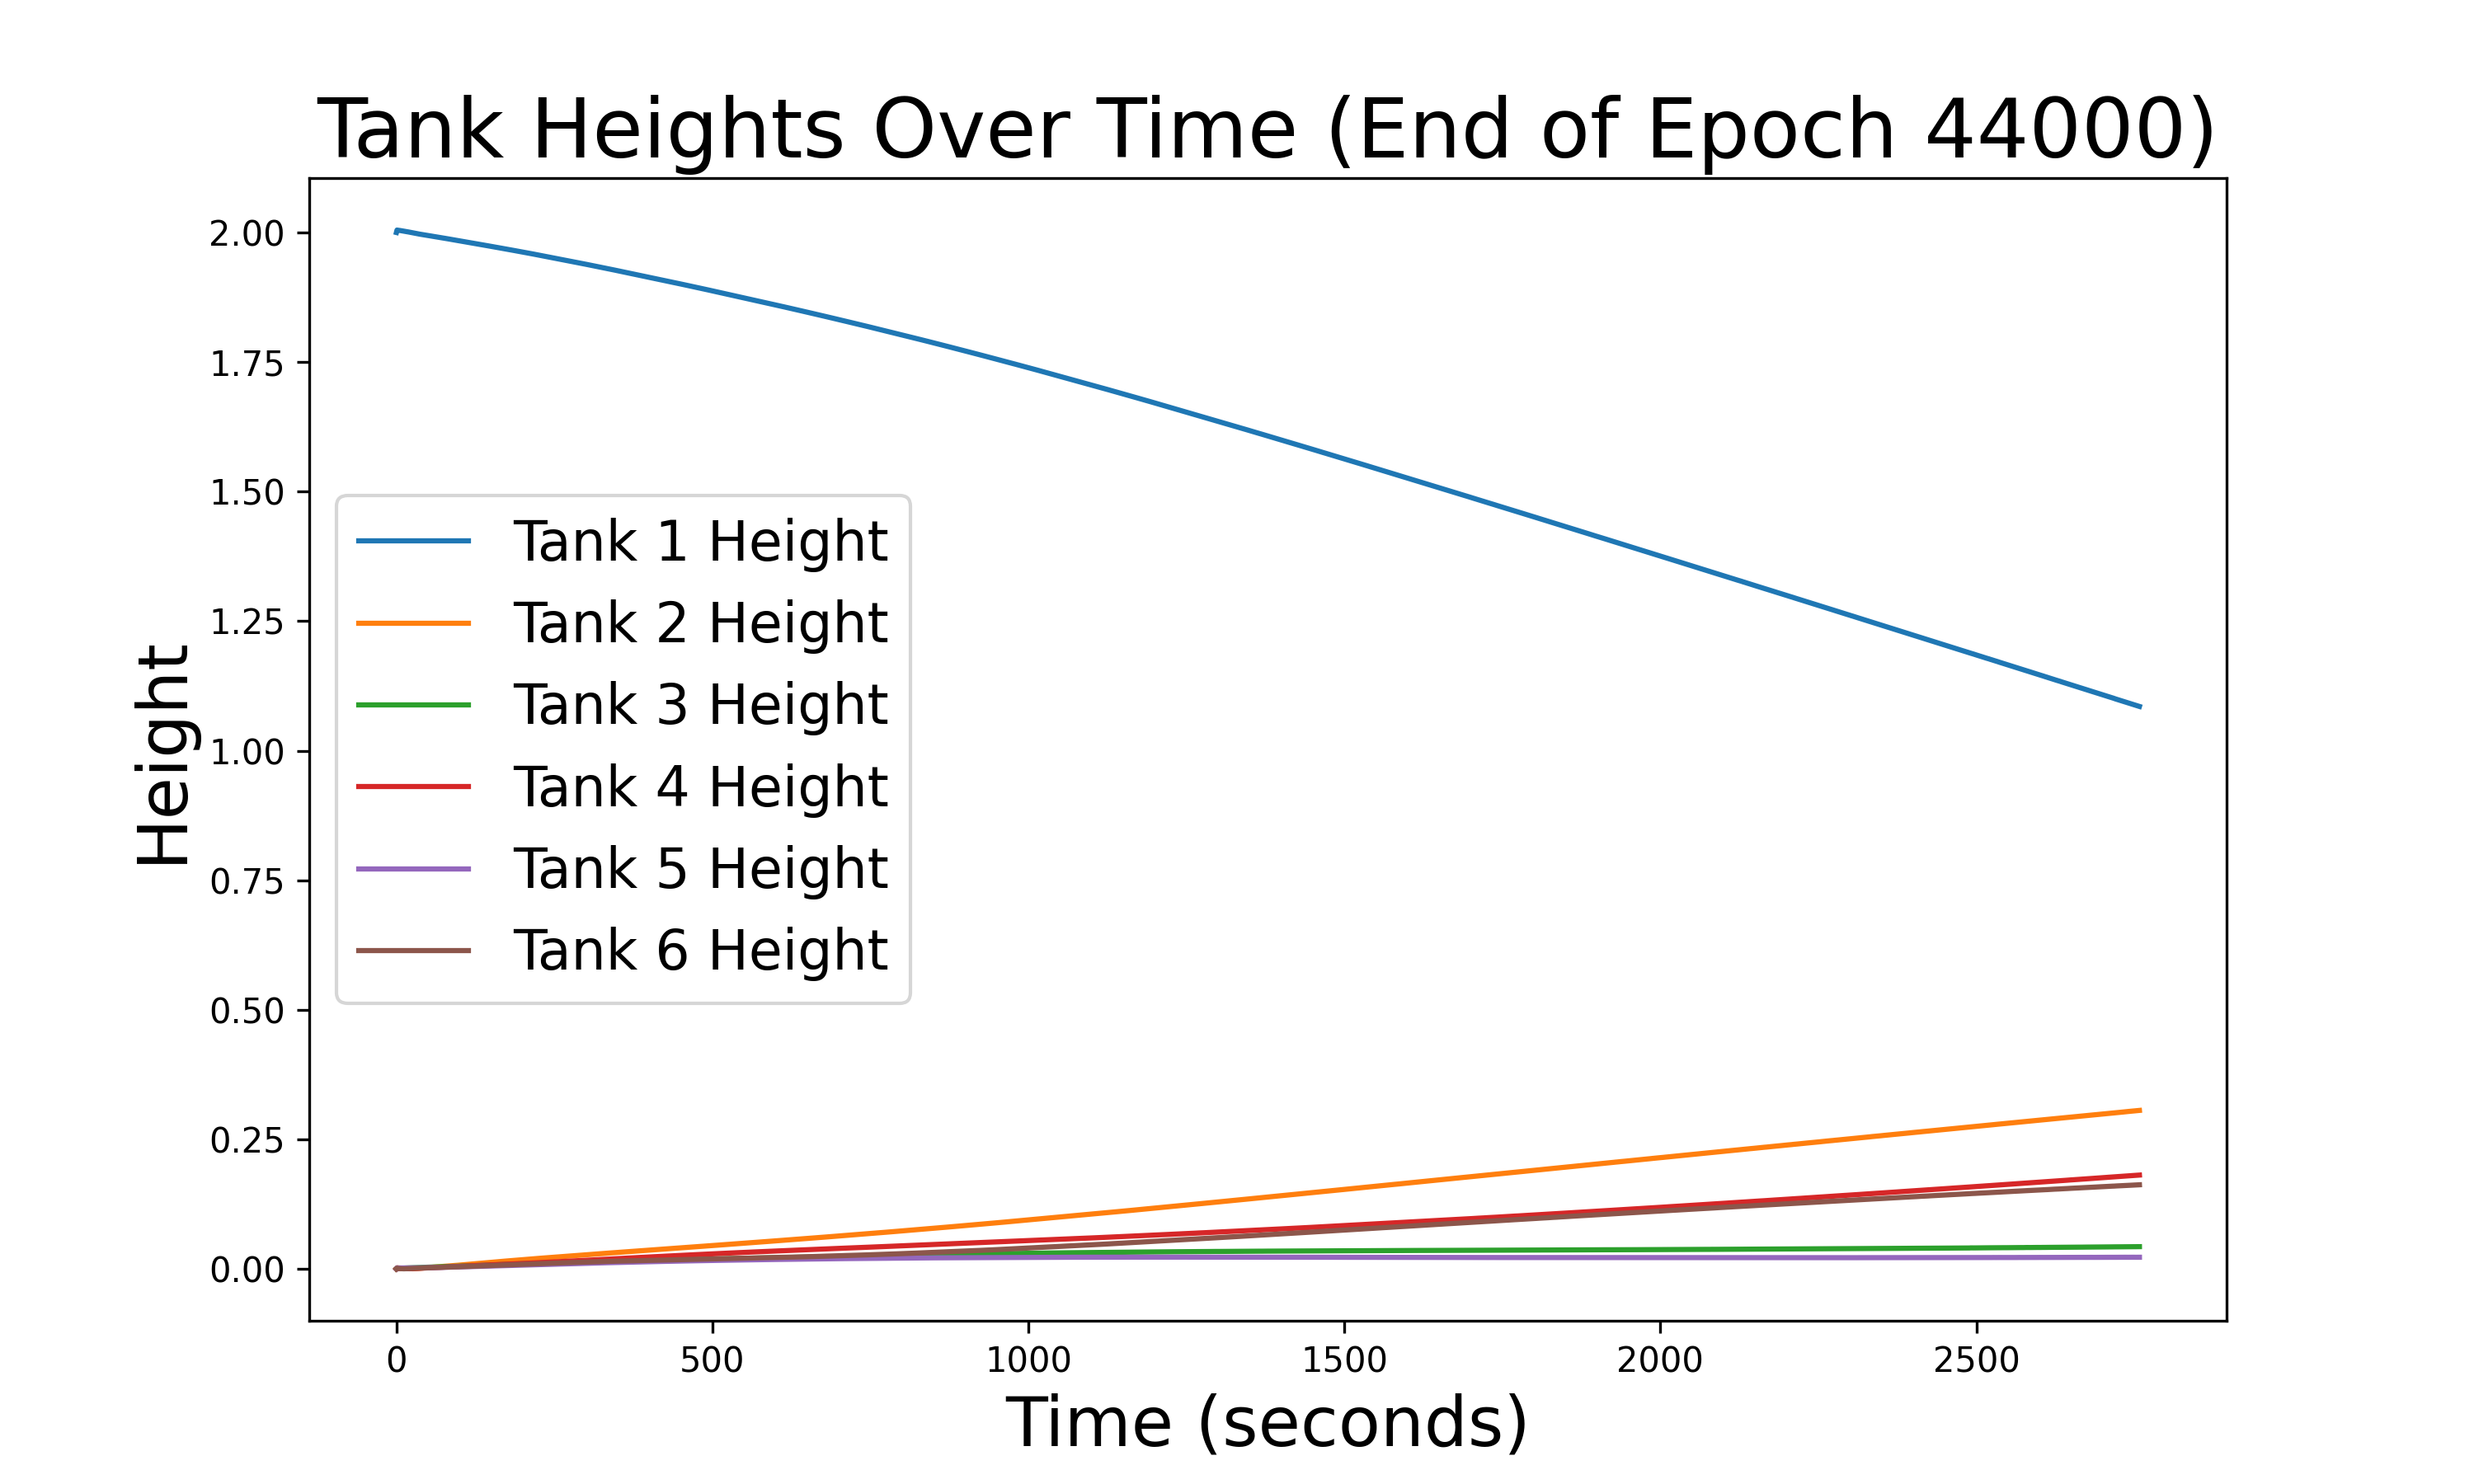 Tank Heights Over Time (End of Epoch 44000)
2.00
1.75
1.50
1.25
1.00
0.75
0.50
0.25
0.00
Height
Tank 1 Height
Tank 2 Height
Tank 3 Height
Tank 4 Height
Tank 5 Height
Tank 6 Height
0 500 1000 1500 2000 2500
Time (seconds)